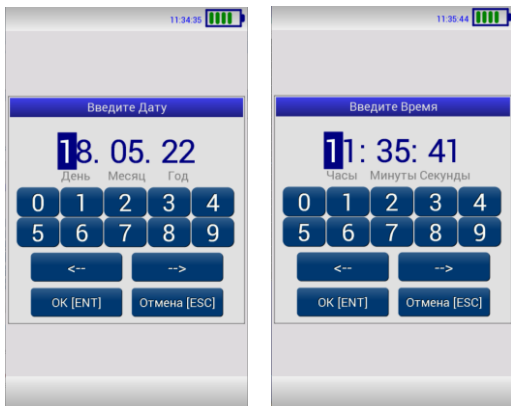 11:34:35
Введите Дату
18. 05. 22
День Месяц Год
0 1 2 3 4
5 6 7 8 9
<-- -->
ОК [ENT] Отмена [ESC]
11:35:44
Введите Время
11: 35: 41
Часы Минуты Секунды
0 1 2 3 4
5 6 7 8 9
<-- -->
ОК [ENT] Отмена [ESC]